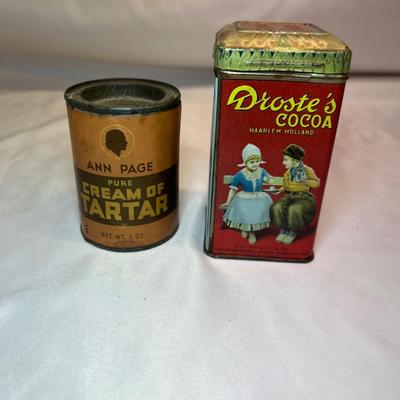 ANN PAGE
PURE
CREAM OF
TARTAR
NET WT. 3 OZ.
Droste's
COCOA
HAARLEM HOLLAND